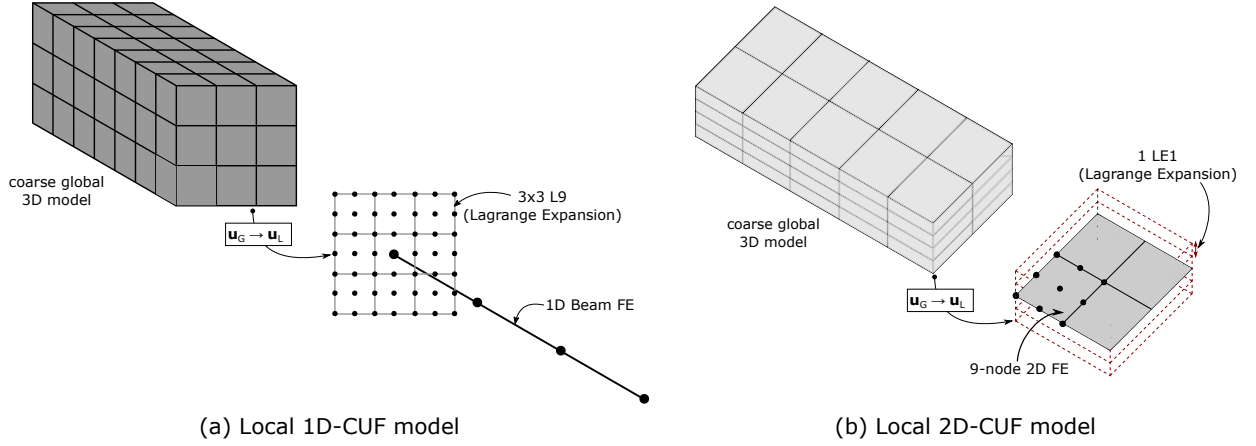 coarse global
3D model
u_G → u_L
3x3 L9
(Lagrange Expansion)
1D Beam FE
(a) Local 1D-CUF model
coarse global
3D model
u_G → u_L
1 LE1
(Lagrange Expansion)
9-node 2D FE
(b) Local 2D-CUF model